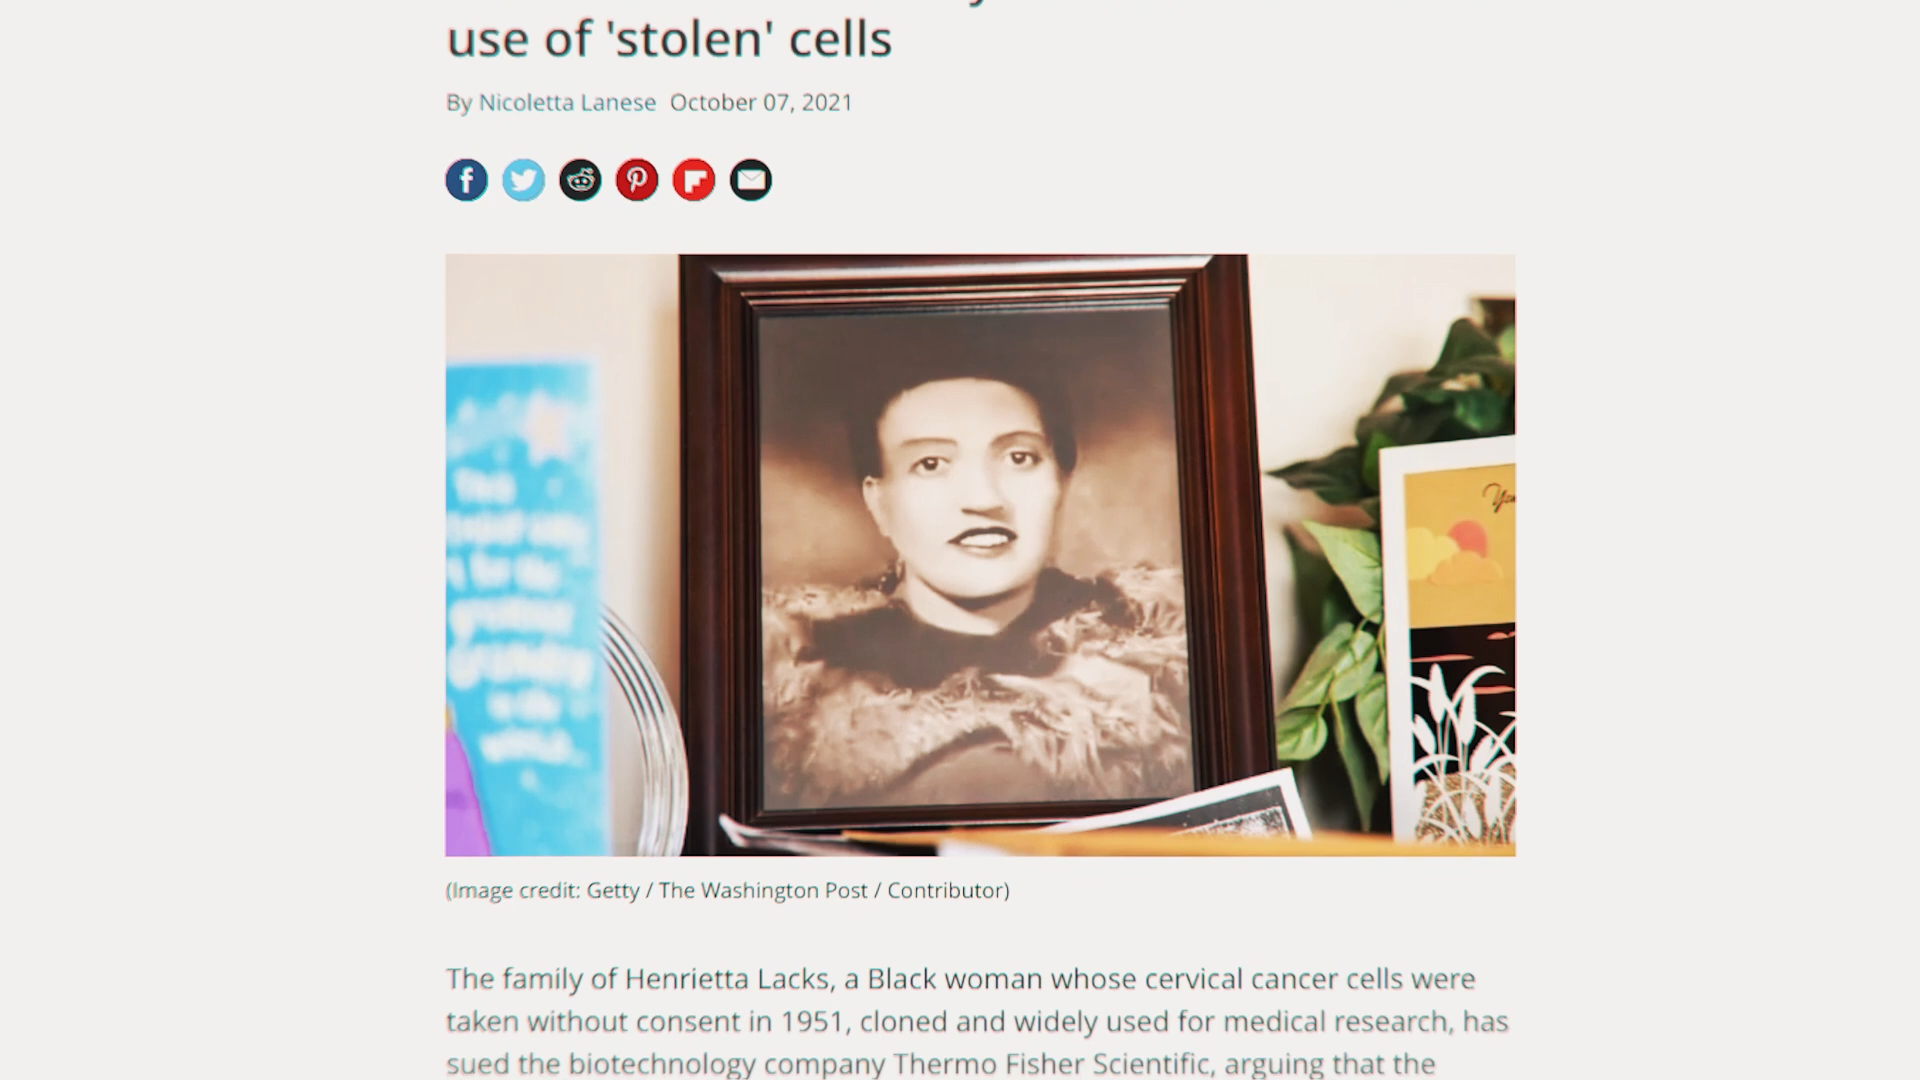 use of 'stolen' cells
By Nicoletta Lanese October 07, 2021
(Image credit: Getty / The Washington Post / Contributor)
The family of Henrietta Lacks, a Black woman whose cervical cancer cells were
taken without consent in 1951, cloned and widely used for medical research, has
sued the biotechnology company Thermo Fisher Scientific, arguing that the